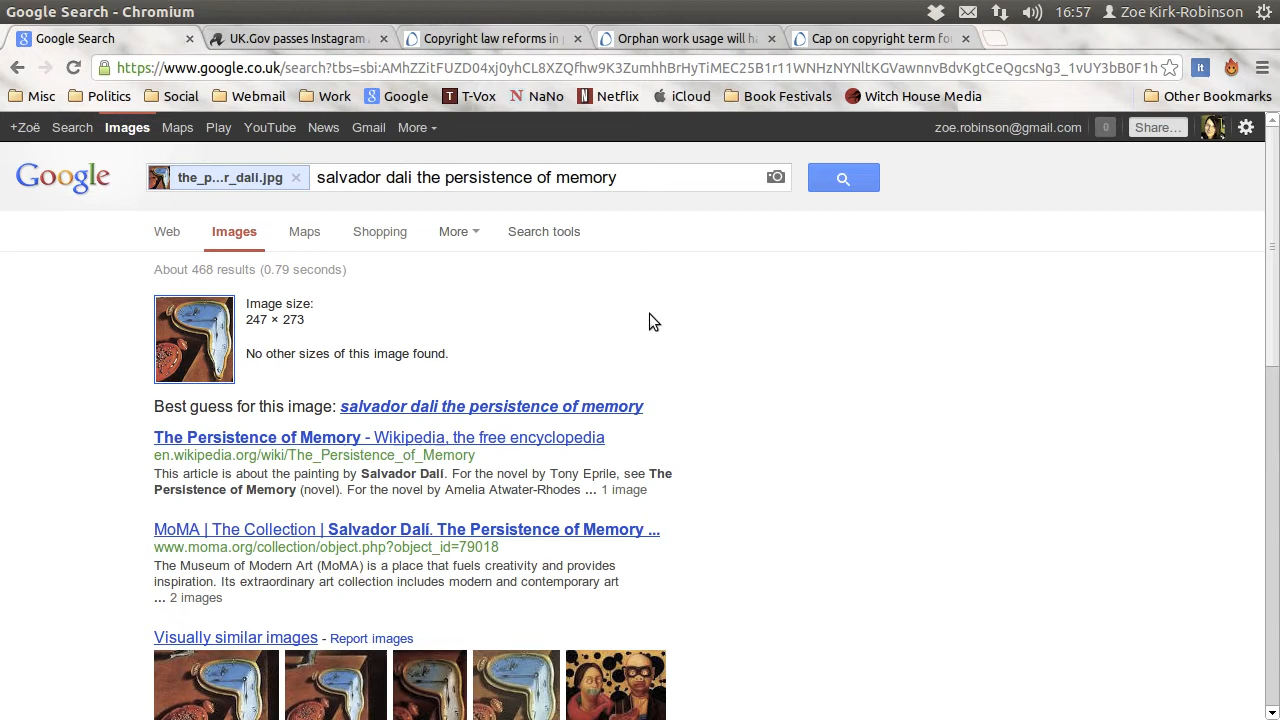 Google Search - Chromium
16:57
Zoe Kirk-Robinson
Google Search
UK.Gov passes Instagram
Copyright law reforms in
Orphan work usage will ha
Cap on copyright term fo
https://www.google.co.uk/search?tbs=sbi:AMhZZitFUZD04xj0yhCL8XZQfhw9K3ZumhhBrHyTiMEC25B1r11WNHzNYNltKGVawnnvBdvKgtCeQgcsNg3_1vUY3bB0F1h
Misc
Politics
Social
Webmail
Work
Google
T-Vox
NaNo
Netflix
iCloud
Book Festivals
Witch House Media
Other Bookmarks
+Zoë
Search
Images
Maps
Play
YouTube
News
Gmail
More
zoe.robinson@gmail.com
0
Share...
Google
the_p...r_dali.jpg
salvador dali the persistence of memory
Web
Images
Maps
Shopping
More
Search tools
About 468 results (0.79 seconds)
Image size:
247 × 273
No other sizes of this image found.
Best guess for this image: salvador dali the persistence of memory
The Persistence of Memory - Wikipedia, the free encyclopedia
en.wikipedia.org/wiki/The_Persistence_of_Memory
This article is about the painting by Salvador Dalí. For the novel by Tony Eprile, see The
Persistence of Memory (novel). For the novel by Amelia Atwater-Rhodes ... 1 image
MoMA | The Collection | Salvador Dalí. The Persistence of Memory ...
www.moma.org/collection/object.php?object_id=79018
The Museum of Modern Art (MoMA) is a place that fuels creativity and provides
inspiration. Its extraordinary art collection includes modern and contemporary art
... 2 images
Visually similar images - Report images